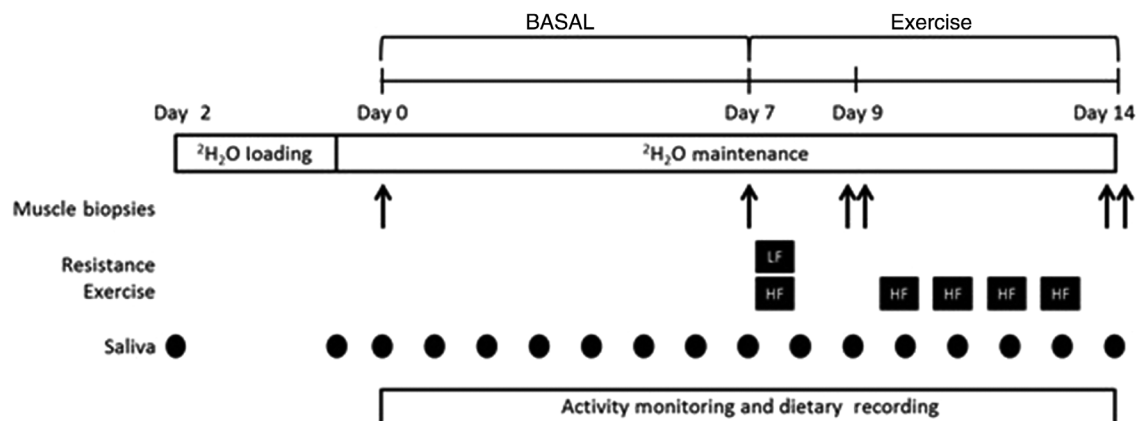 BASAL Exercise
Day 2 Day 0 Day 7 Day 9 Day 14
²H₂O loading ²H₂O maintenance
Muscle biopsies
LF
Resistance
Exercise HF HF HF HF HF
Saliva
Activity monitoring and dietary recording